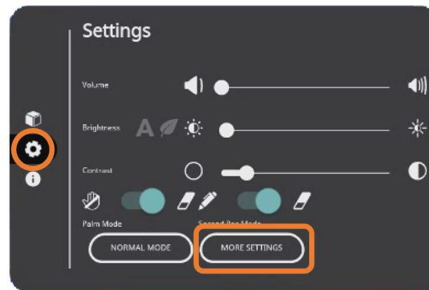 Settings
Volume
Brightness A
Contrast
Palm Mode Second Pen Mode
NORMAL MODE MORE SETTINGS